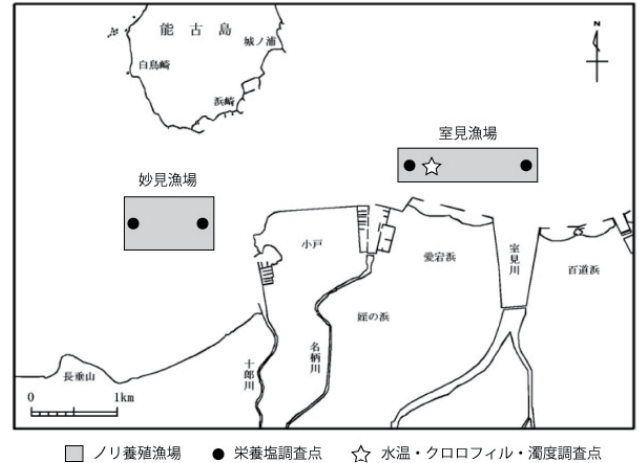 能古島
城ノ浦
白鳥崎
浜崎
N
室見漁場
妙見漁場
小戸
愛宕浜
室見川
百道浜
姪の浜
名柄川
十郎川
長垂山
0 1km
ノリ養殖漁場 栄養塩調査点 水温・クロロフィル・濁度調査点